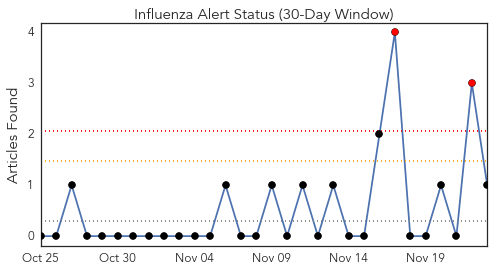 Influenza Alert Status (30-Day Window)
Articles Found
4
3
2
1
0
Oct 25 Oct 30 Nov 04 Nov 09 Nov 14 Nov 19